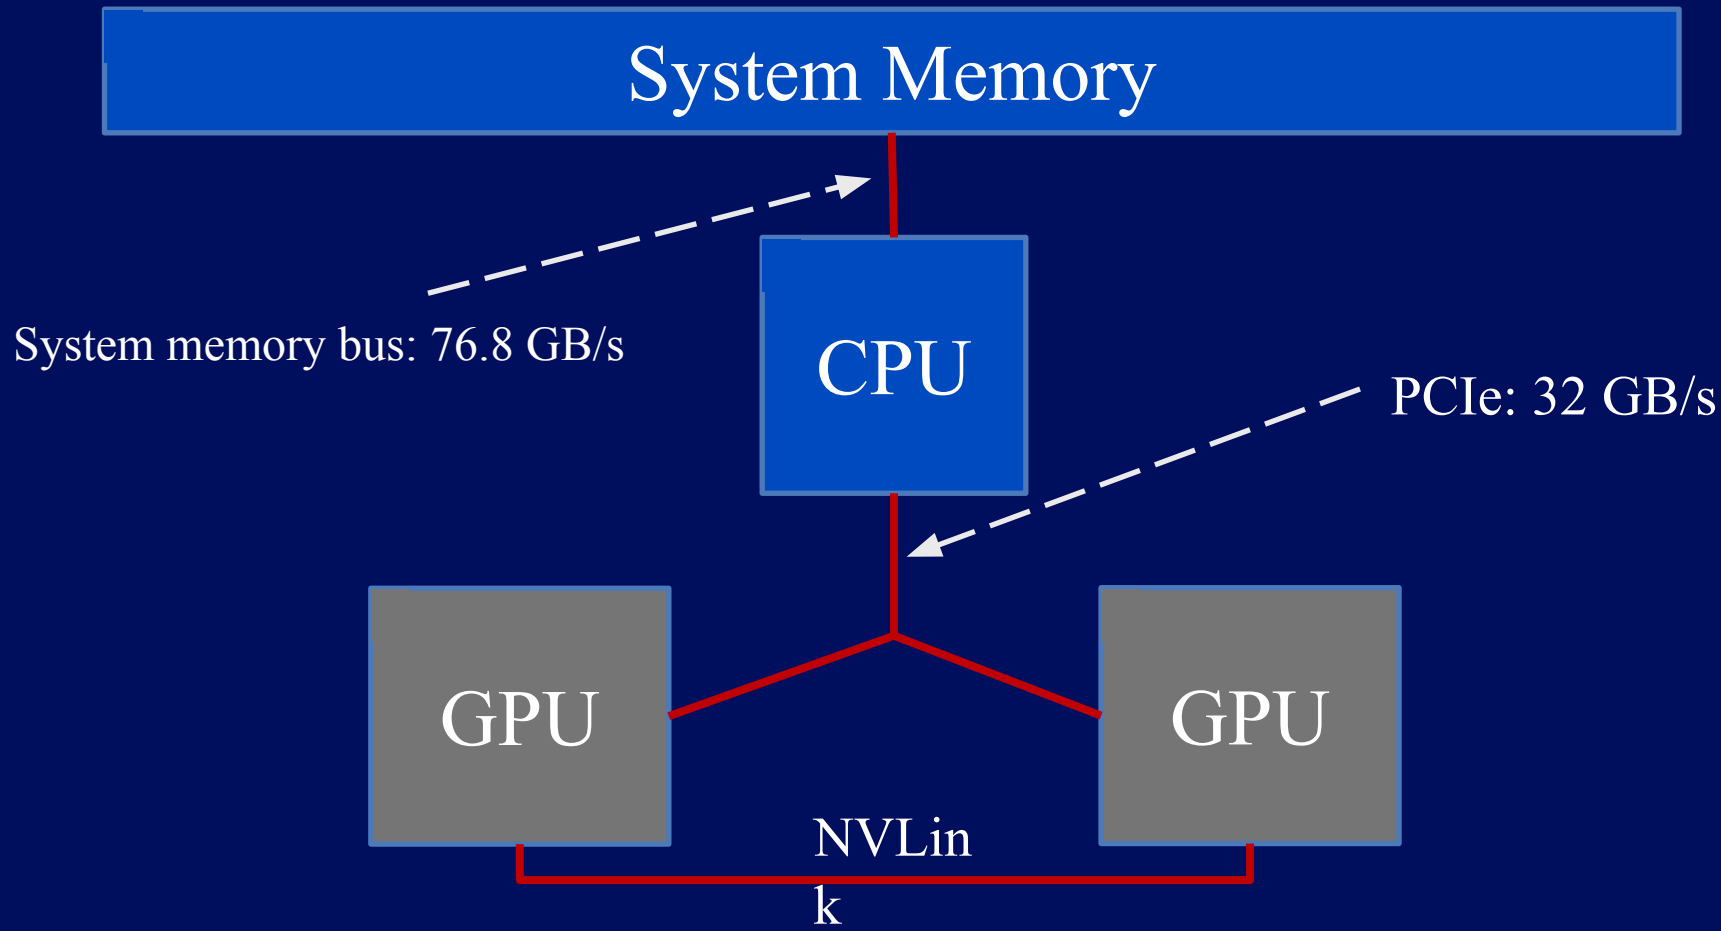 System Memory
System memory bus: 76.8 GB/s
CPU
PCIe: 32 GB/s
GPU
GPU
NVLin
k